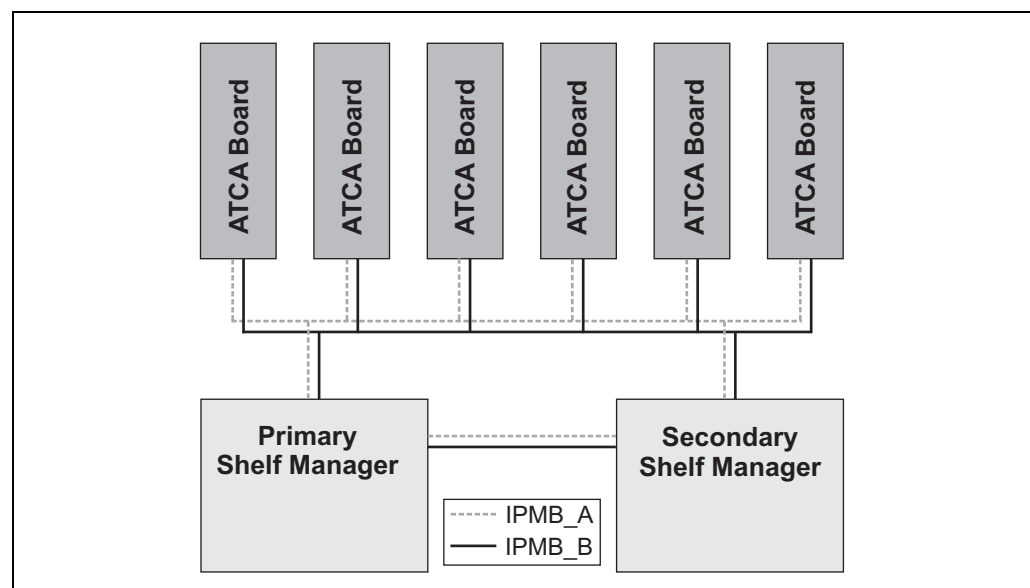 ATCA Board
ATCA Board
ATCA Board
ATCA Board
ATCA Board
ATCA Board
Primary
Shelf Manager
Secondary
Shelf Manager
IPMB_A
IPMB_B